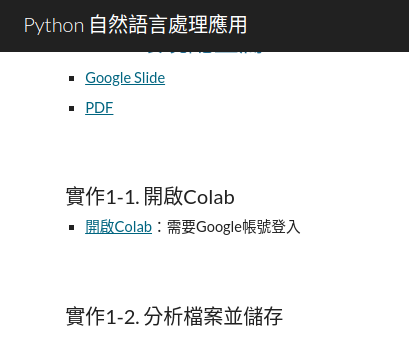 Python 自然語言處理應用
Google Slide
PDF
實作1-1. 開啟Colab
開啟Colab：需要Google帳號登入
實作1-2. 分析檔案並儲存